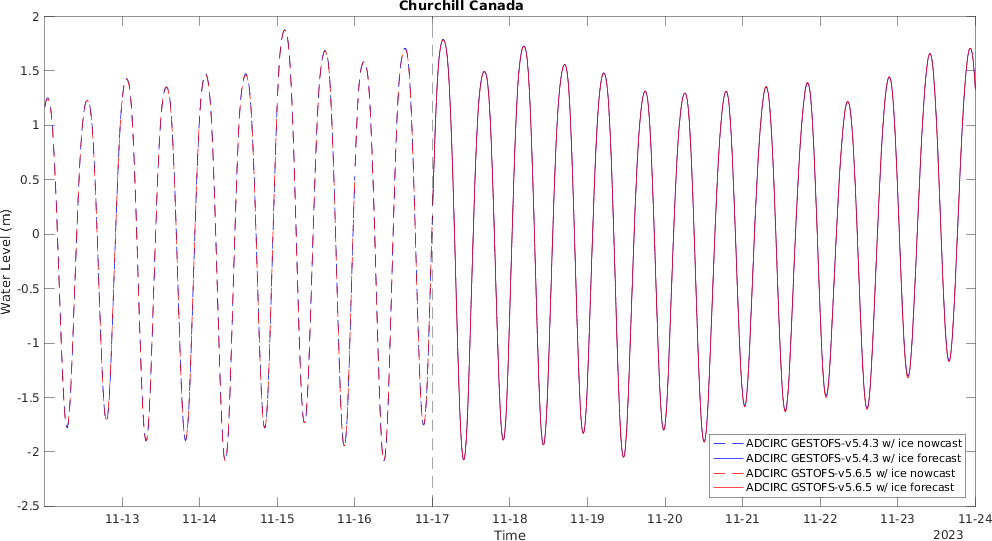 Churchill Canada
2
1.5
1
0.5
0
-0.5
-1
-1.5
-2
-2.5
Water Level (m)
ADCIRC GESTOFS-v5.4.3 w/ ice nowcast
ADCIRC GESTOFS-v5.4.3 w/ ice forecast
ADCIRC GSTOFS-v5.6.5 w/ ice nowcast
ADCIRC GSTOFS-v5.6.5 w/ ice forecast
11-13 11-14 11-15 11-16 11-17 11-18 11-19 11-20 11-21 11-22 11-23 11-24
Time
2023